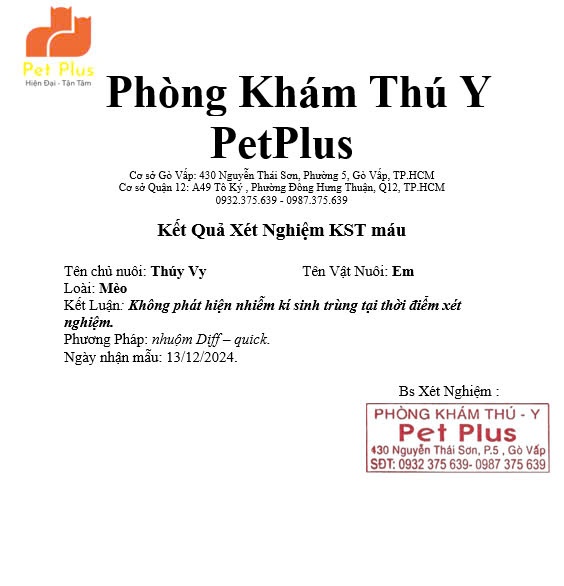 Pet Plus
Hiện Đại - Tận Tâm
Phòng Khám Thú Y
PetPlus
Cơ sở Gò Vấp: 430 Nguyễn Thái Sơn, Phường 5, Gò Vấp, TP.HCM
Cơ sở Quận 12: A49 Tô Ký , Phường Đông Hưng Thuận, Q12, TP.HCM
0932.375.639 - 0987.375.639
Kết Quả Xét Nghiệm KST máu
Tên chủ nuôi: Thúy Vy Tên Vật Nuôi: Em
Loài: Mèo
Kết Luận: Không phát hiện nhiễm kí sinh trùng tại thời điểm xét
nghiệm.
Phương Pháp: nhuộm Diff – quick.
Ngày nhận mẫu: 13/12/2024.
Bs Xét Nghiệm :
PHÒNG KHÁM THÚ - Y
Pet Plus
430 Nguyễn Thái Sơn, P.5 , Gò Vấp
SĐT: 0932 375 639- 0987 375 639